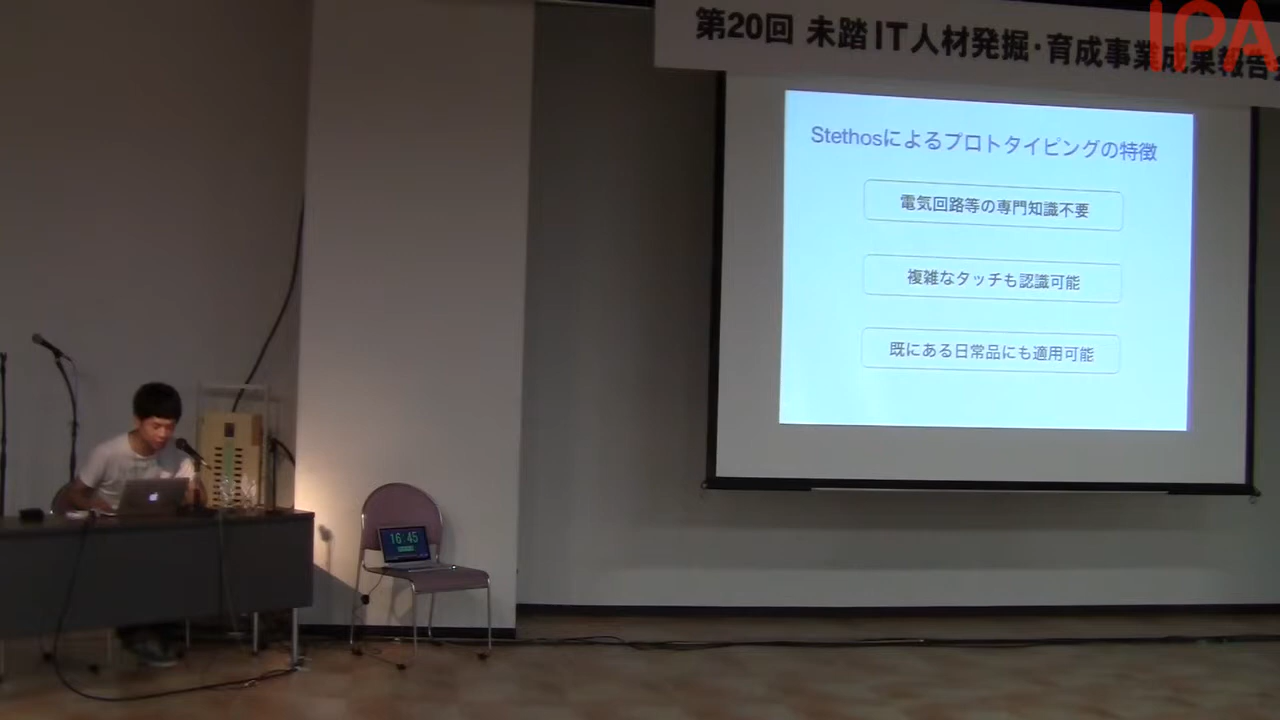 第20回 未踏IT人材発掘・育成事業成果報告
IPA
Stethosによるプロトタイピングの特徴
電気回路等の専門知識不要
複雑なタッチも認識可能
既にある日常品にも適用可能
16:45